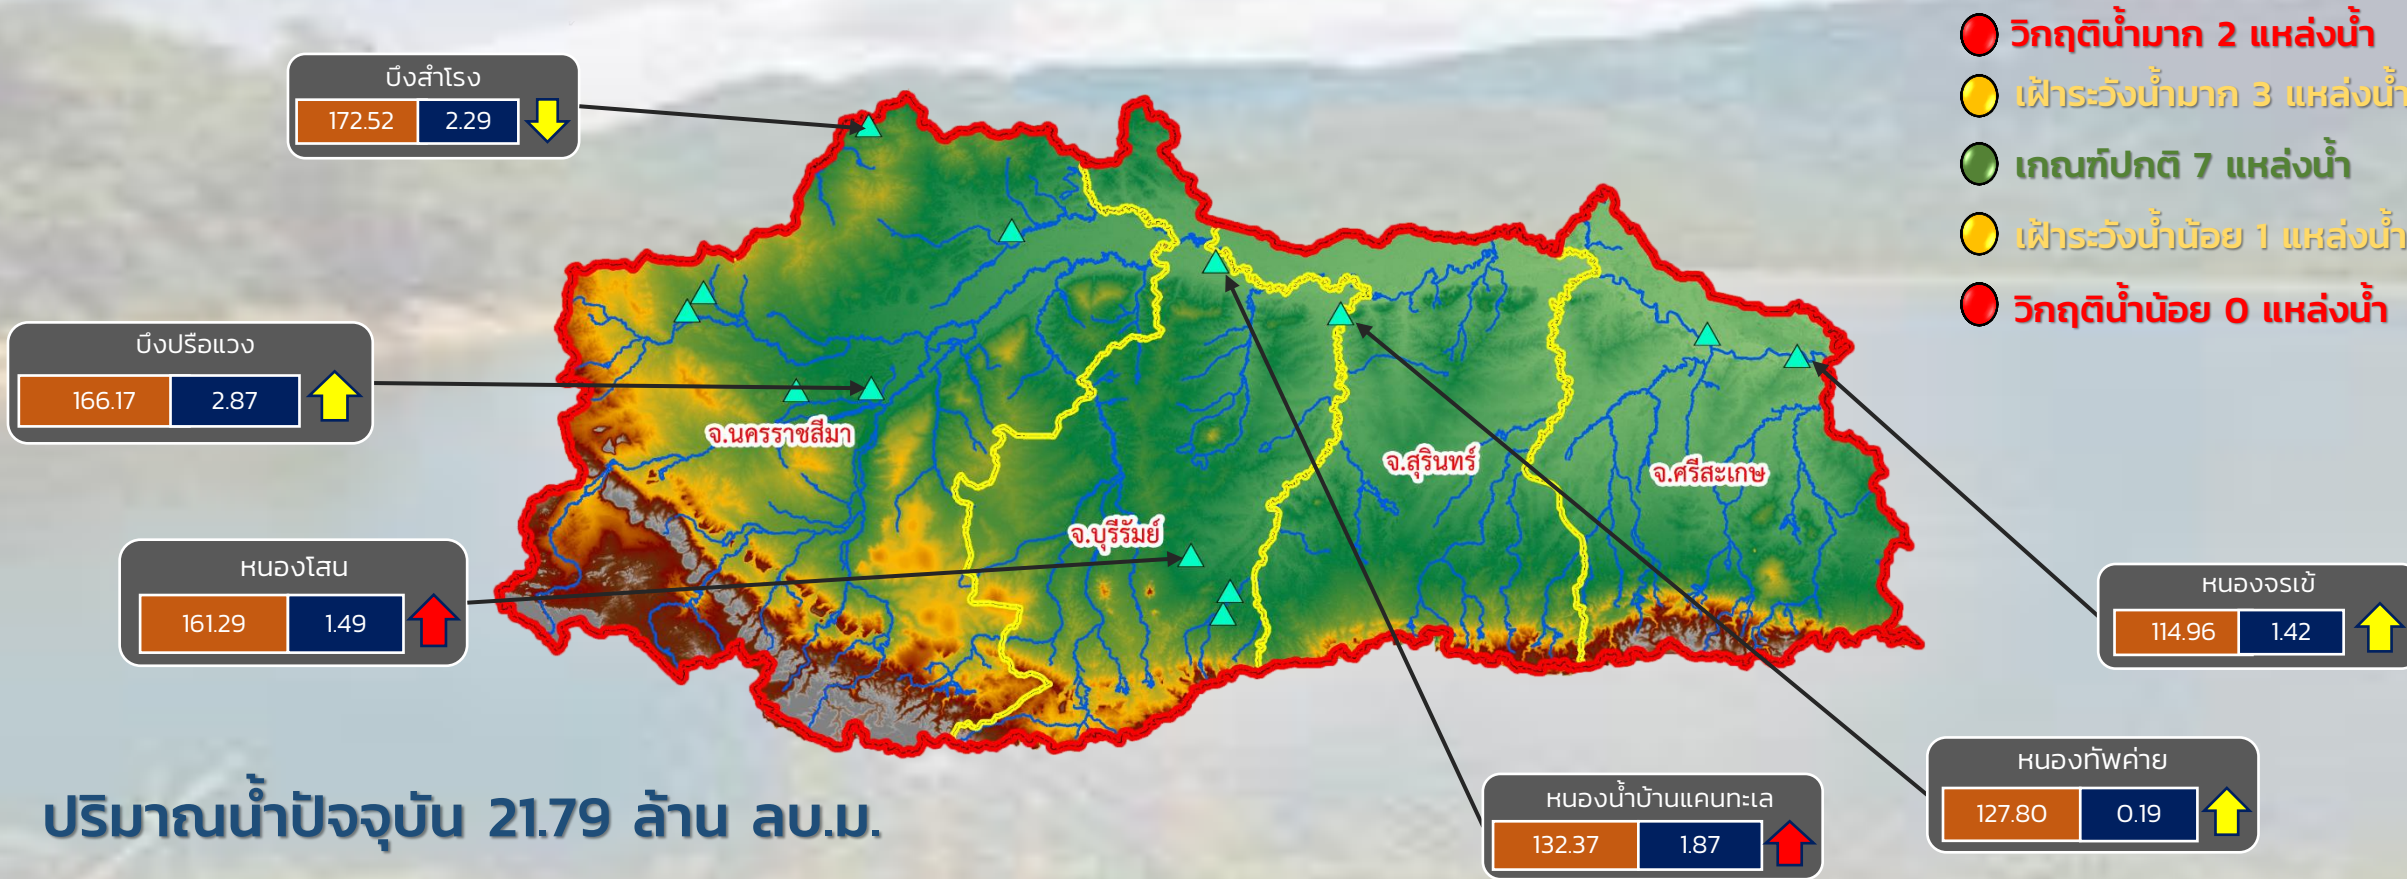 วิกฤติน้ำมาก 2 แหล่งน้ำ
เฝ้าระวังน้ำมาก 3 แหล่งน้ำ
เกณฑ์ปกติ 7 แหล่งน้ำ
เฝ้าระวังน้ำน้อย 1 แหล่งน้ำ
วิกฤติน้ำน้อย 0 แหล่งน้ำ
บึงสำโรง
172.52 2.29
บึงปรือแวง
166.17 2.87
หนองโสน
161.29 1.49
จ.นครราชสีมา
จ.บุรีรัมย์
จ.สุรินทร์
จ.ศรีสะเกษ
หนองจรเข้
114.96 1.42
หนองทัพค่าย
127.80 0.19
หนองน้ำบ้านแคนทะเล
132.37 1.87
ปริมาณน้ำปัจจุบัน 21.79 ล้าน ลบ.ม.